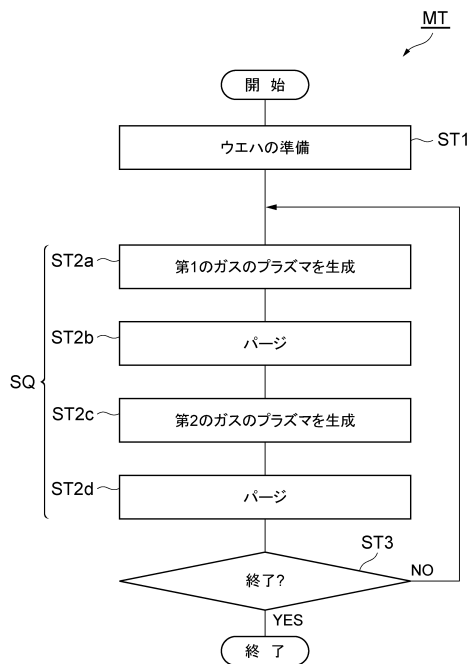 MT
開 始
ウエハの準備
ST1
ST2a
第1のガスのプラズマを生成
ST2b
パージ
SQ
ST2c
第2のガスのプラズマを生成
ST2d
パージ
ST3
終了?
NO
YES
終 了